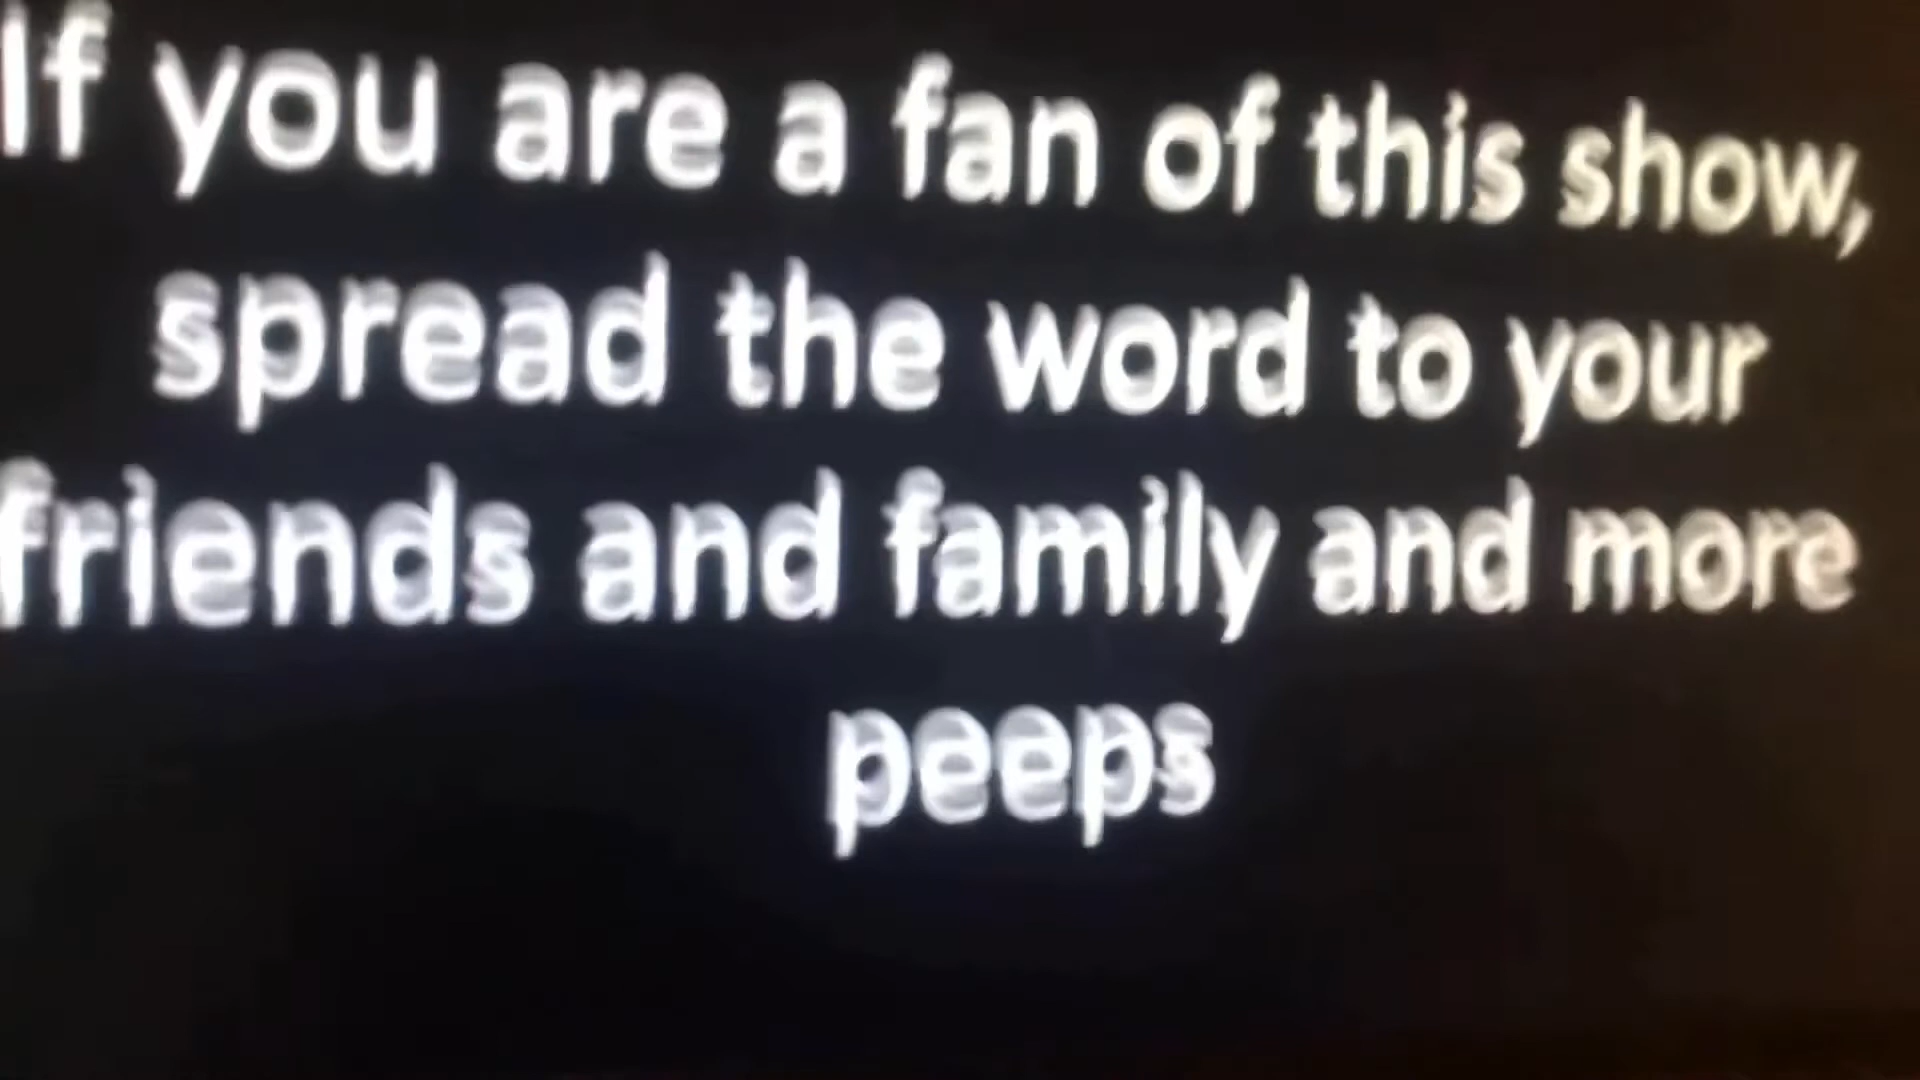 If you are a fan of this show,
spread the word to your
friends and family and more
peeps